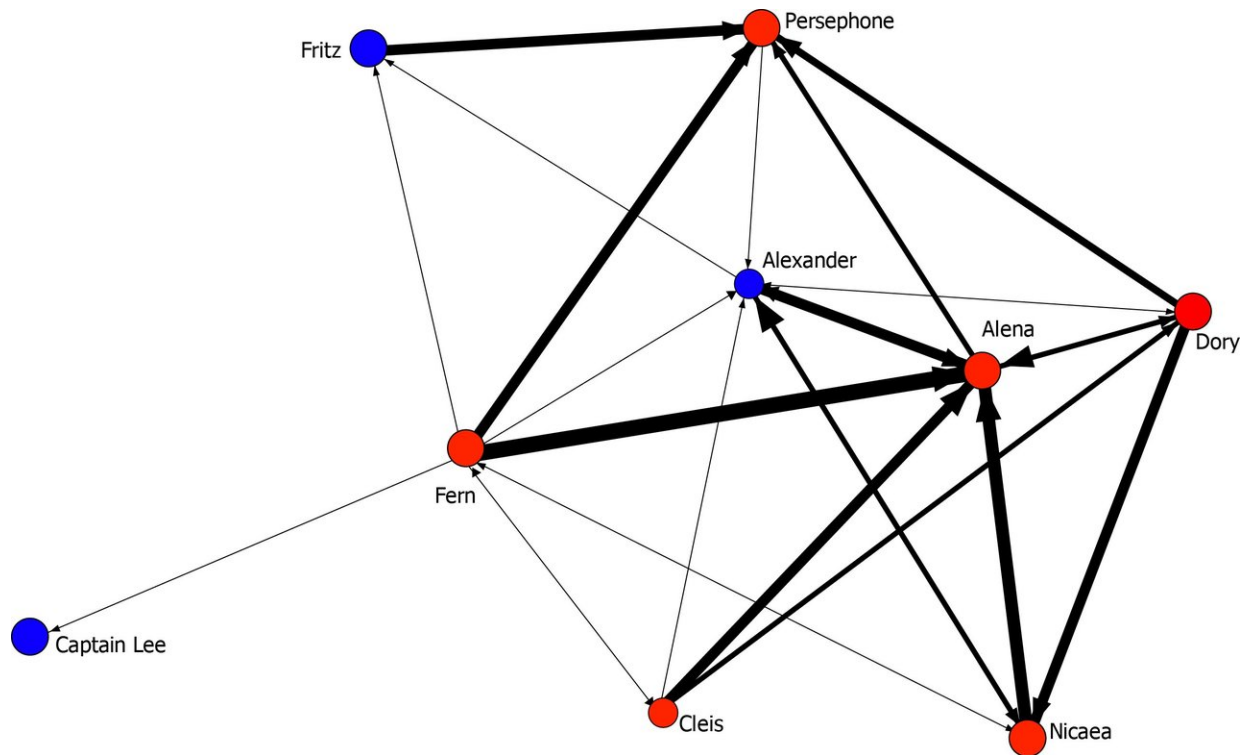 Persephone
Fritz
Alexander
Alena
Dory
Fern
Captain Lee
Cleis
Nicaea